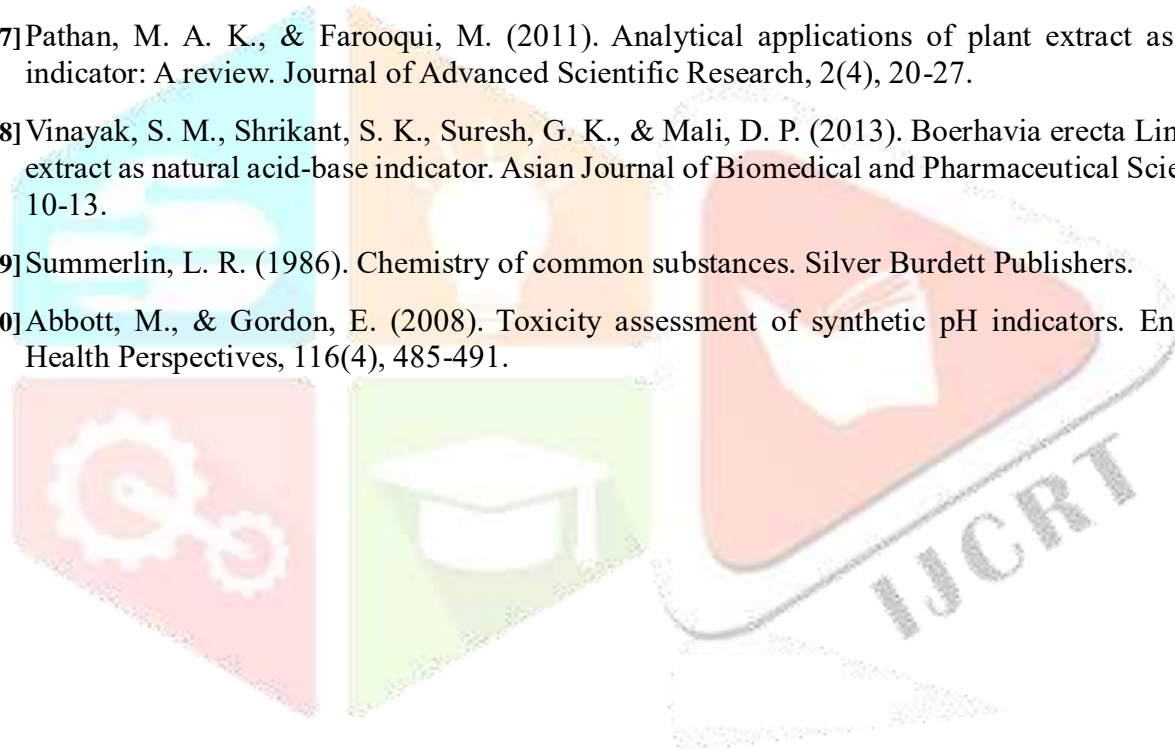 7] Pathan, M. A. K., & Farooqui, M. (2011). Analytical applications of plant extract as
indicator: A review. Journal of Advanced Scientific Research, 2(4), 20-27.
8] Vinayak, S. M., Shrikant, S. K., Suresh, G. K., & Mali, D. P. (2013). Boerhavia erecta Lin
extract as natural acid-base indicator. Asian Journal of Biomedical and Pharmaceutical Scie
10-13.
9] Summerlin, L. R. (1986). Chemistry of common substances. Silver Burdett Publishers.
0] Abbott, M., & Gordon, E. (2008). Toxicity assessment of synthetic pH indicators. En
Health Perspectives, 116(4), 485-491.
IJCRT